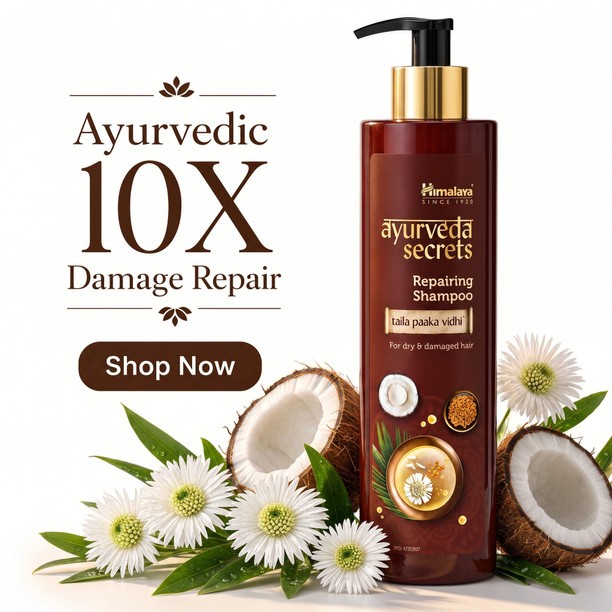 Ayurvedic
10X
Damage Repair
Shop Now
Himalaya
SINCE 1930
ayurveda
secrets
Repairing
Shampoo
taila paaka vidhi
For dry & damaged hair